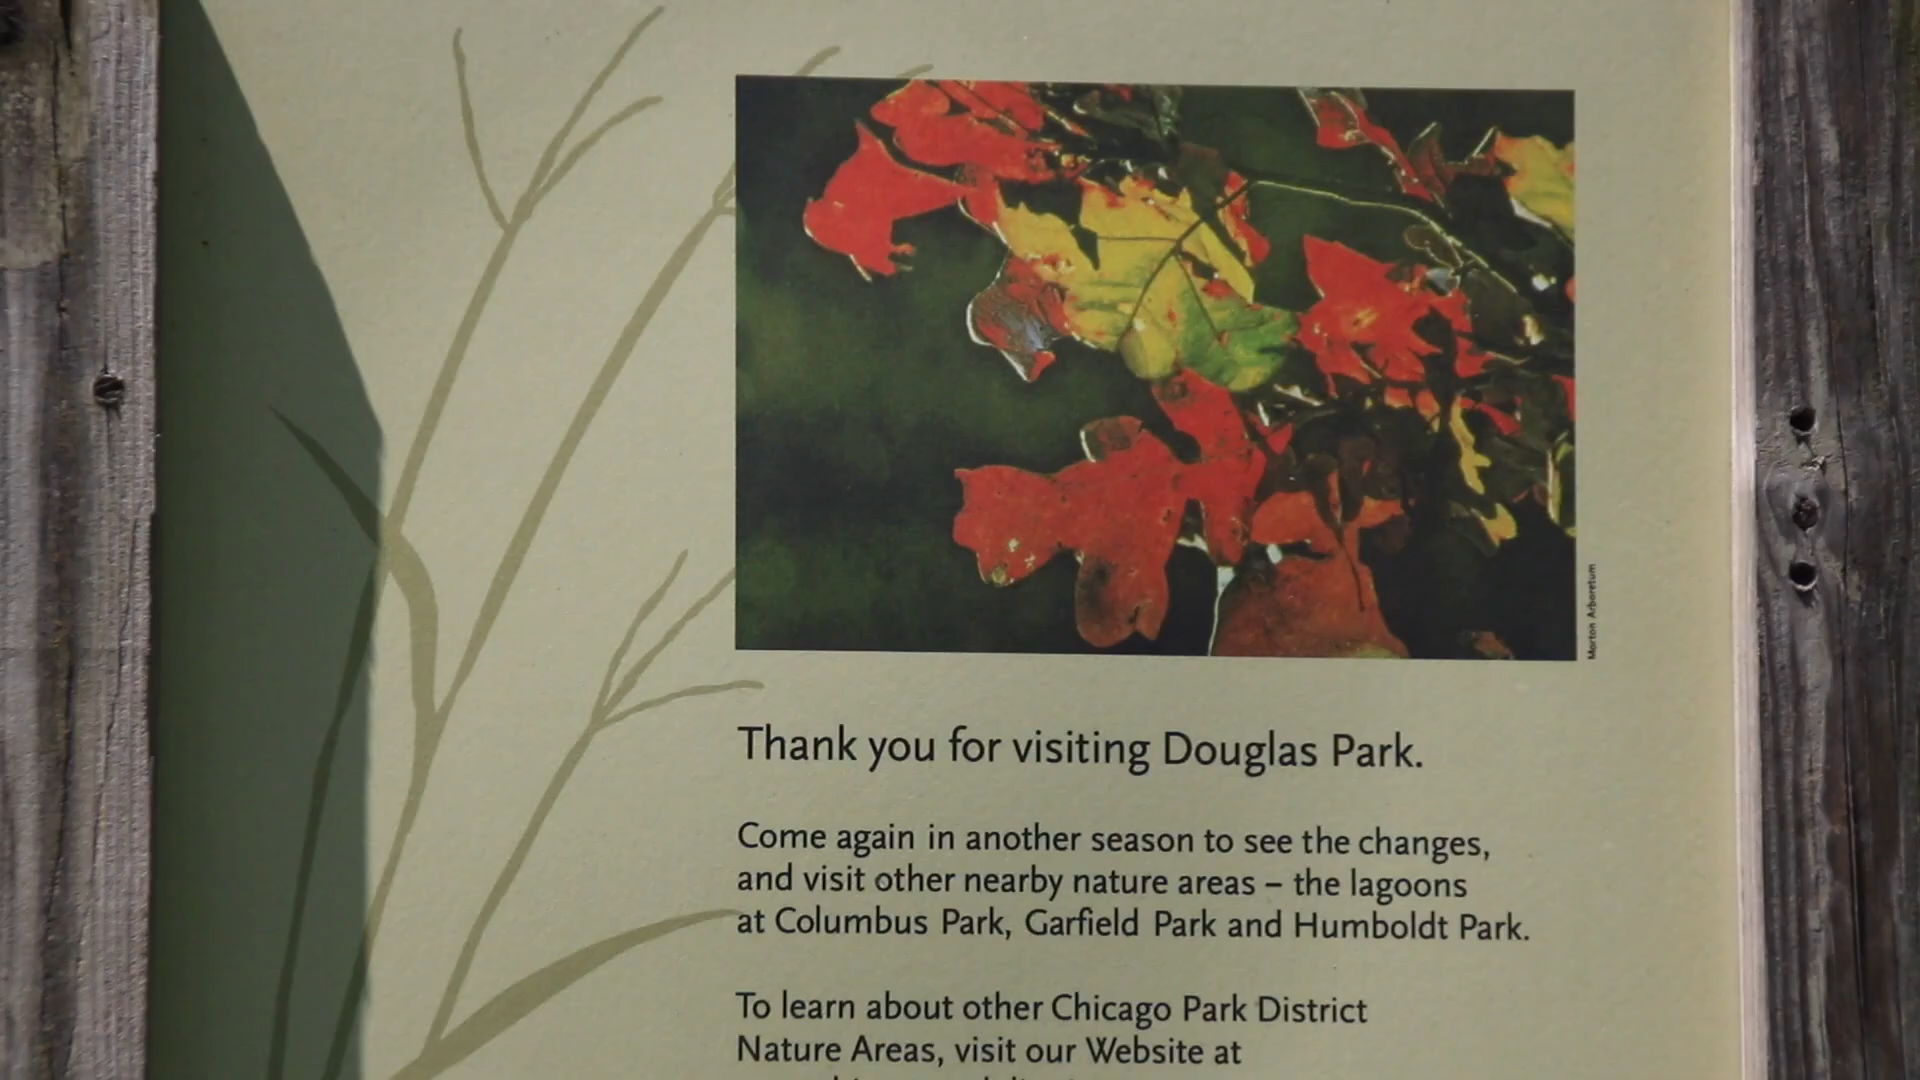 Morton Arboretum
Thank you for visiting Douglas Park.
Come again in another season to see the changes,
and visit other nearby nature areas – the lagoons
at Columbus Park, Garfield Park and Humboldt Park.
To learn about other Chicago Park District
Nature Areas, visit our Website at